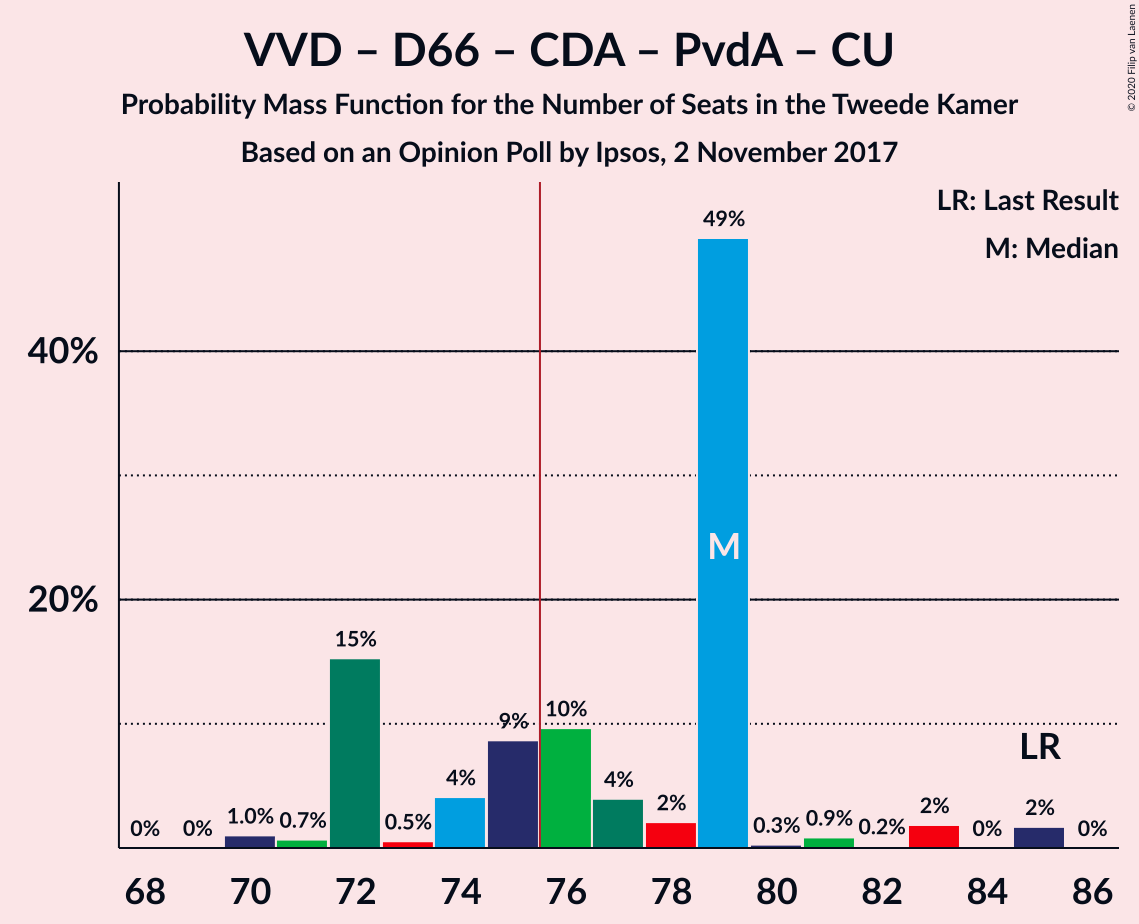 VVD – D66 – CDA – PvdA – CU
Probability Mass Function for the Number of Seats in the Tweede Kamer
Based on an Opinion Poll by Ipsos, 2 November 2017
© 2020 Filip van Laenen
LR: Last Result
M: Median
40%
20%
0%
0%
1.0%
0.7%
15%
0.5%
4%
9%
10%
4%
2%
49%
M
0.3%
0.9%
0.2%
2%
0%
LR
2%
0%
68 70 72 74 76 78 80 82 84 86